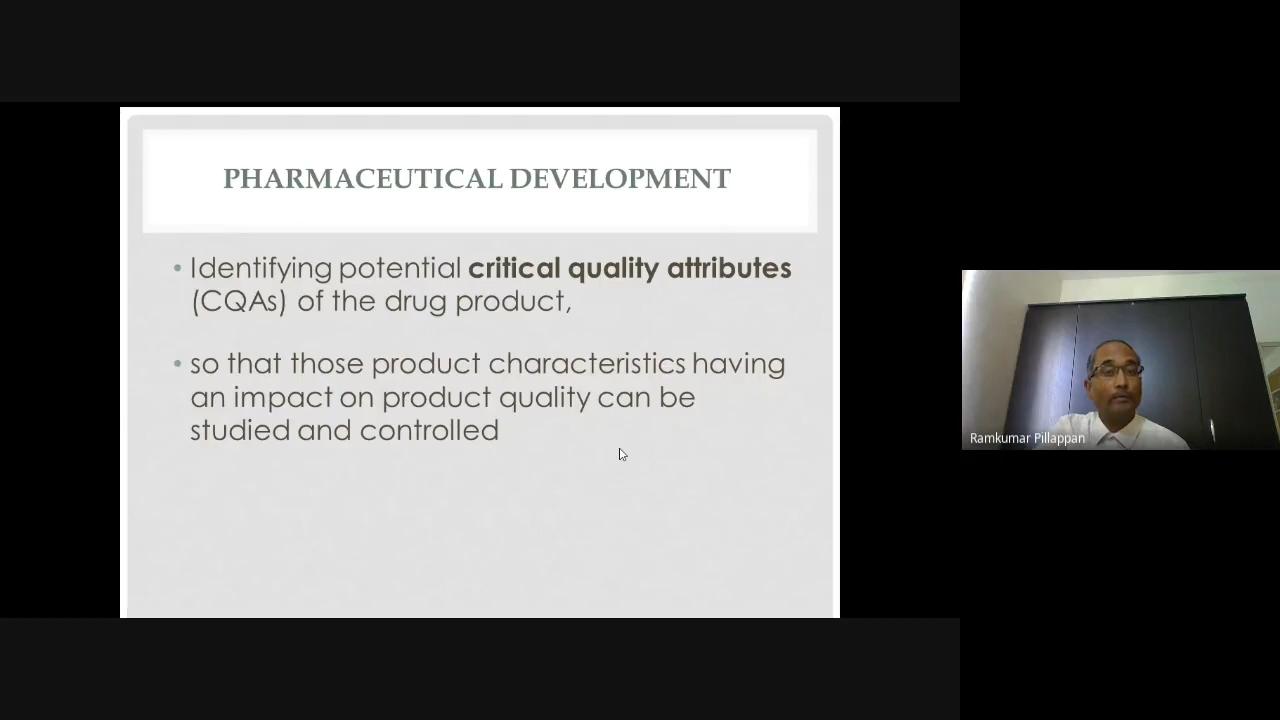 PHARMACEUTICAL DEVELOPMENT
• Identifying potential critical quality attributes
(CQAs) of the drug product,
• so that those product characteristics having
an impact on product quality can be
studied and controlled
Ramkumar Pillappan